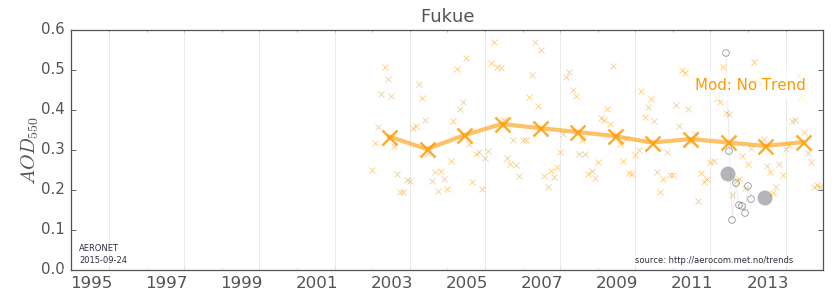 Fukue
0.6
0.5
0.4
0.3
0.2
0.1
0.0
AOD550
Mod: No Trend
AERONET
2015-09-24
source: http://aerocom.met.no/trends
1995 1997 1999 2001 2003 2005 2007 2009 2011 2013